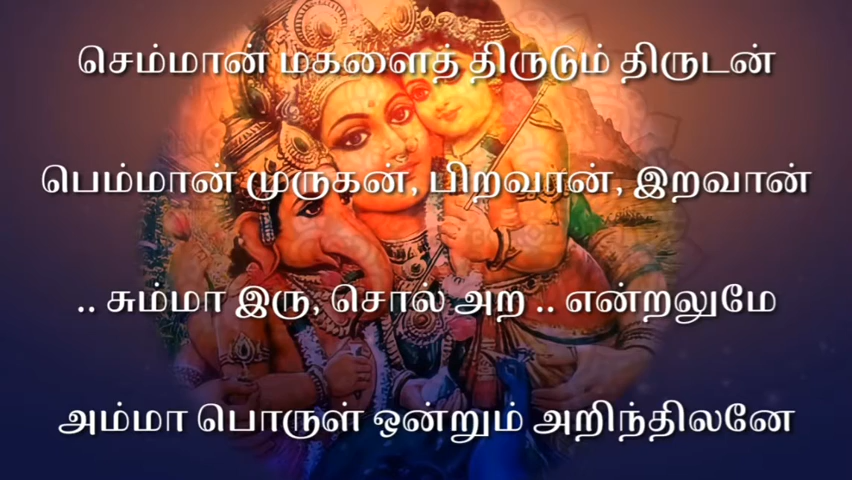 செம்மான் மகளைத் திருடும் திருடன்
பெம்மான் முருகன், பிறவான், இறவான்
.. சும்மா இரு, சொல் அற .. என்றலுமே
அம்மா பொருள் ஒன்றும் அறிந்திலனே